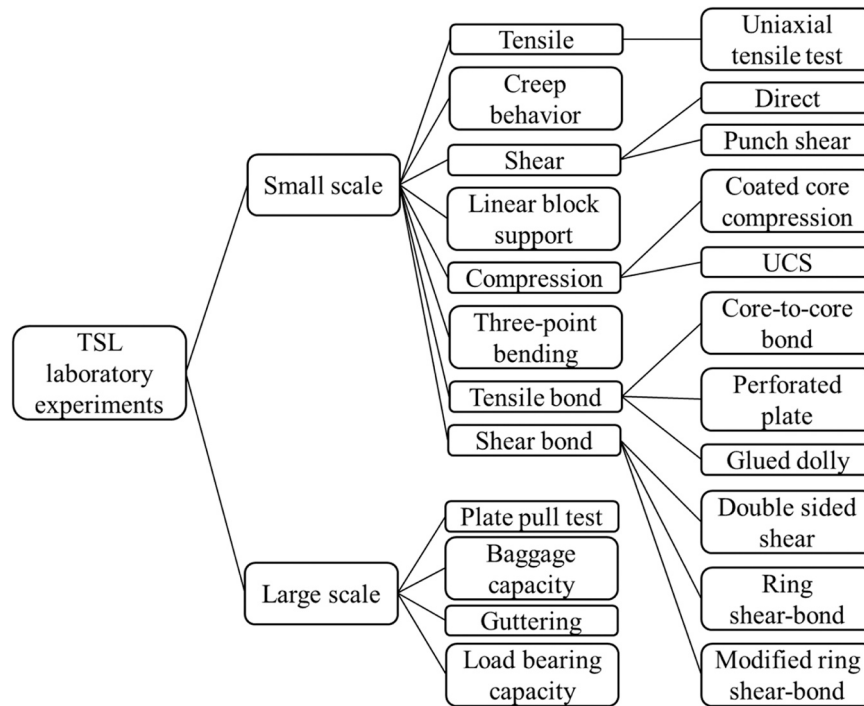 TSL
laboratory
experiments
Small scale
Large scale
Tensile
Creep
behavior
Shear
Linear block
support
Compression
Three-point
bending
Tensile bond
Shear bond
Plate pull test
Baggage
capacity
Guttering
Load bearing
capacity
Uniaxial
tensile test
Direct
Punch shear
Coated core
compression
UCS
Core-to-core
bond
Perforated
plate
Glued dolly
Double sided
shear
Ring
shear-bond
Modified ring
shear-bond